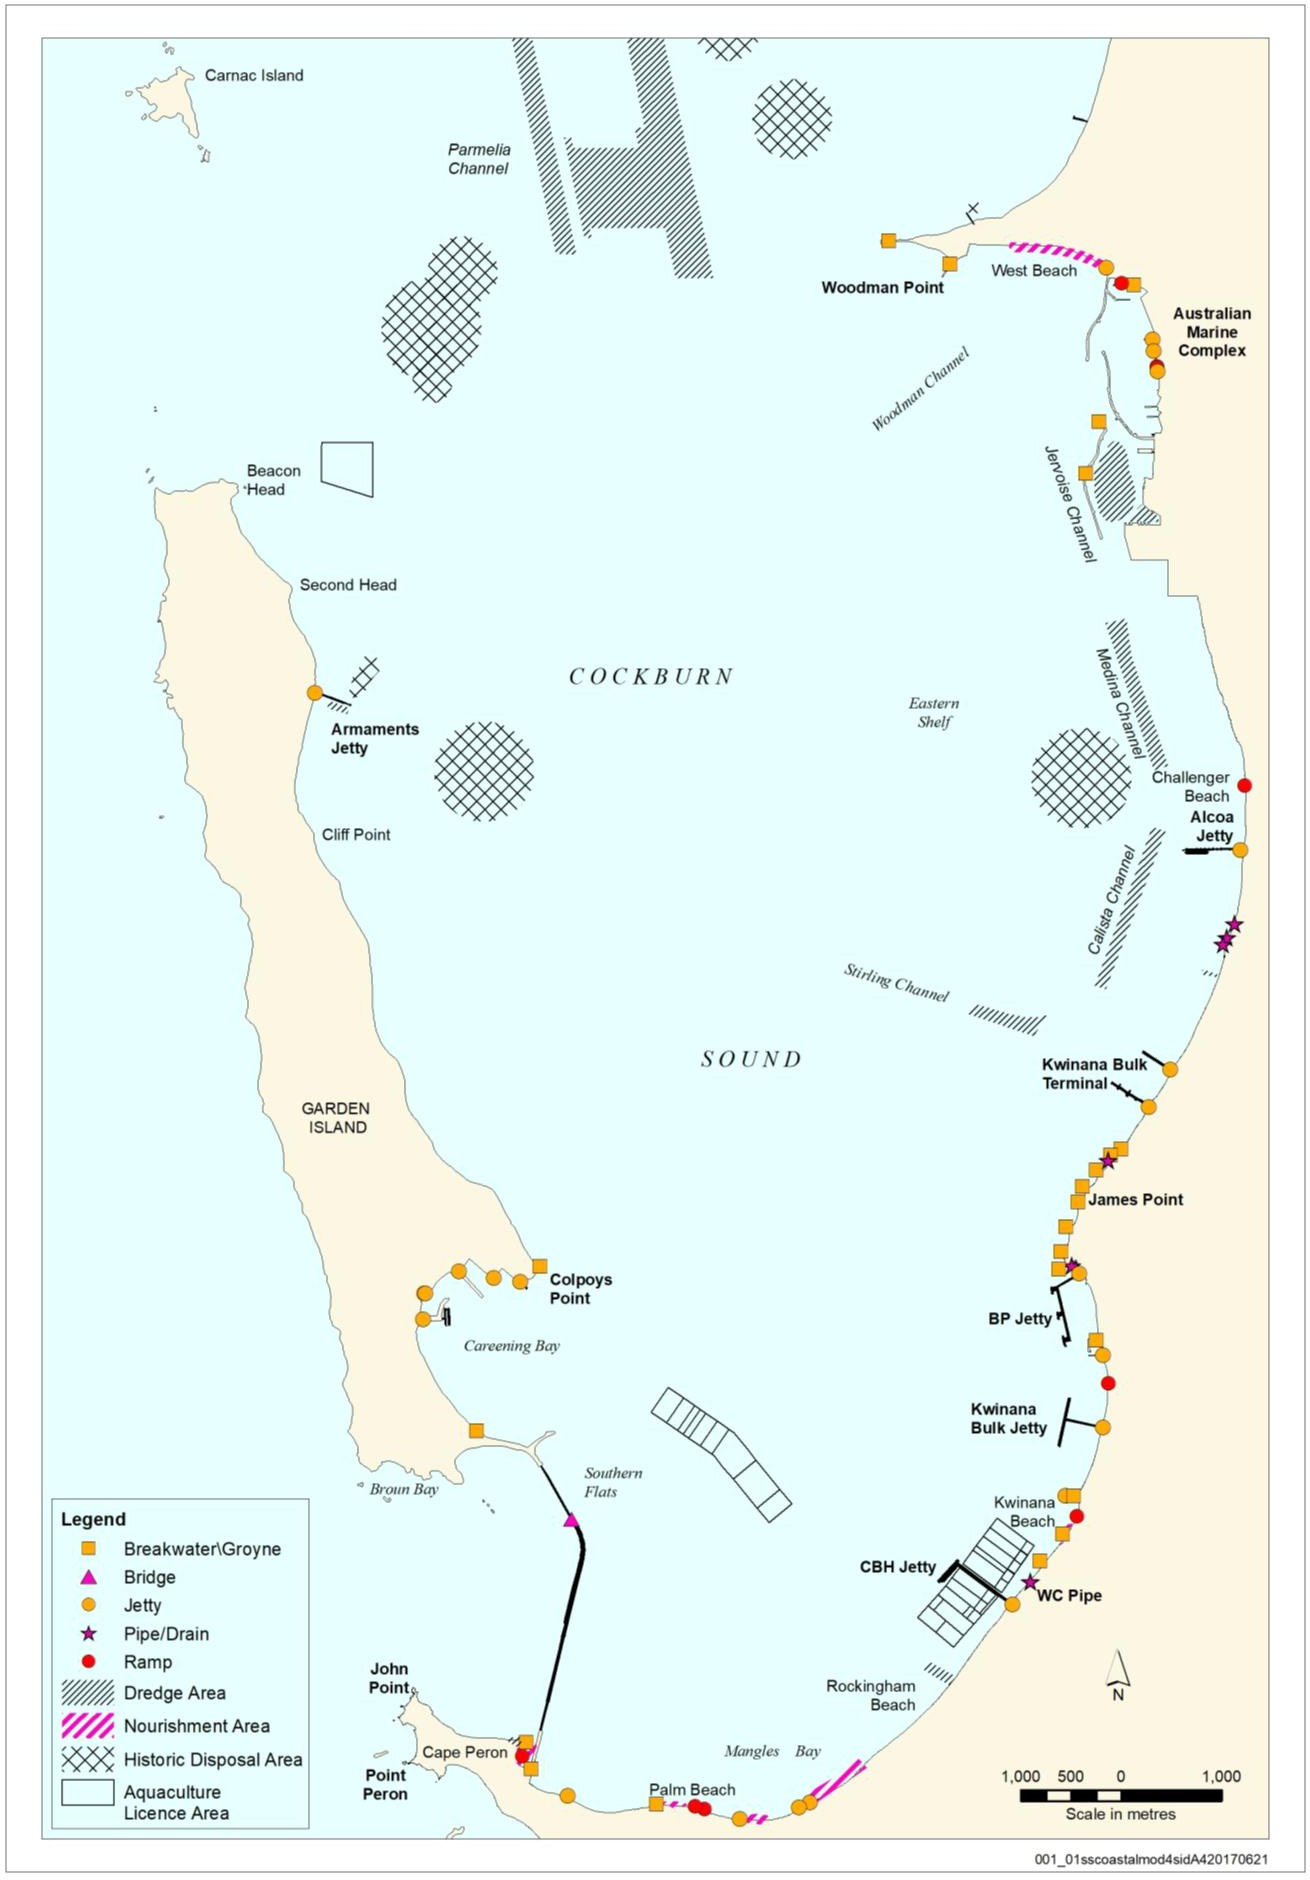 Carnac Island
Parmelia
Channel
West Beach
Woodman Point
Australian
Marine
Complex
Woodman Channel
Jervoise Channel
Beacon
Head
Second Head
COCKBURN
Medina Channel
Eastern
Shelf
Armaments
Jetty
Challenger
Beach
Alcoa
Jetty
Cliff Point
Calista Channel
Stirling Channel
SOUND
Kwinana Bulk
Terminal
GARDEN
ISLAND
James Point
Colpoys
Point
BP Jetty
Careening Bay
Kwinana
Bulk Jetty
Southern
Flats
Broun Bay
Kwinana
Beach
CBH Jetty
WC Pipe
Legend
Breakwater\Groyne
Bridge
Jetty
Pipe/Drain
Ramp
Dredge Area
Nourishment Area
Historic Disposal Area
Aquaculture
Licence Area
John
Point
Rockingham
Beach
N
Cape Peron
Mangles Bay
Point
Peron
Palm Beach
1,000 500 0 1,000
Scale in metres
001_01sscoastalmod4sidA420170621